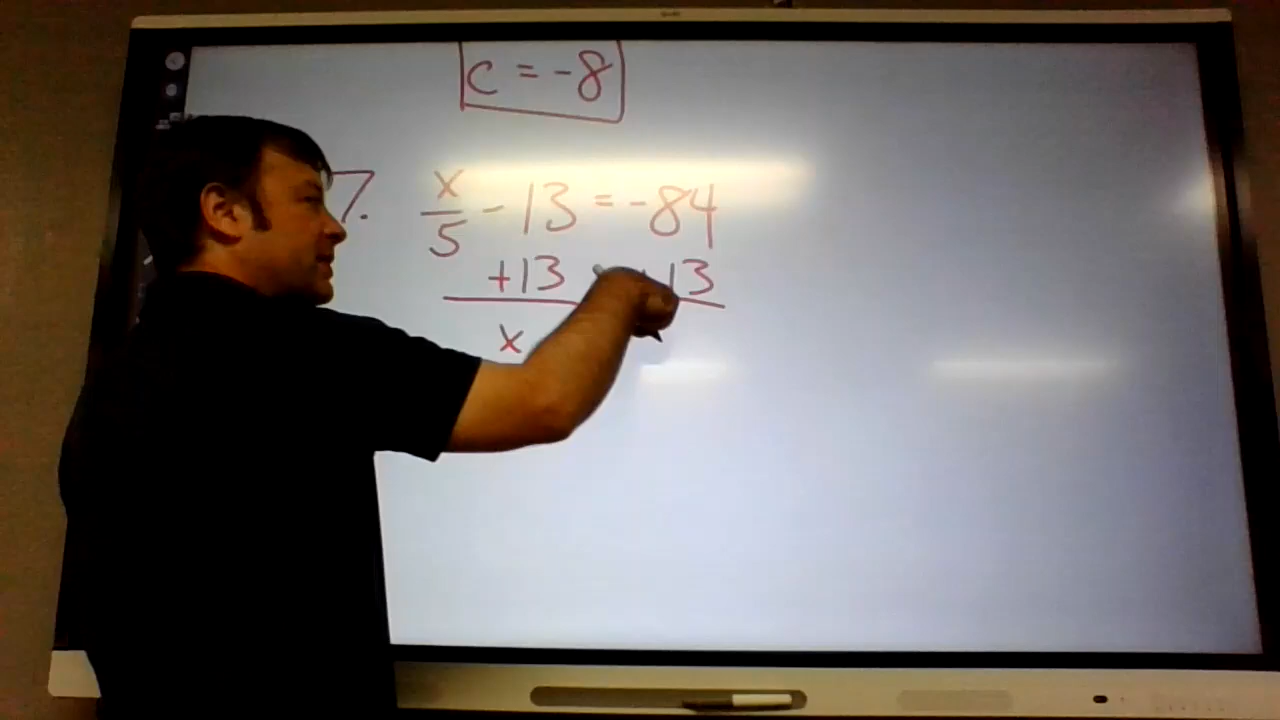 c = -8
7. x/5 - 13 = -84
+13 +13
x